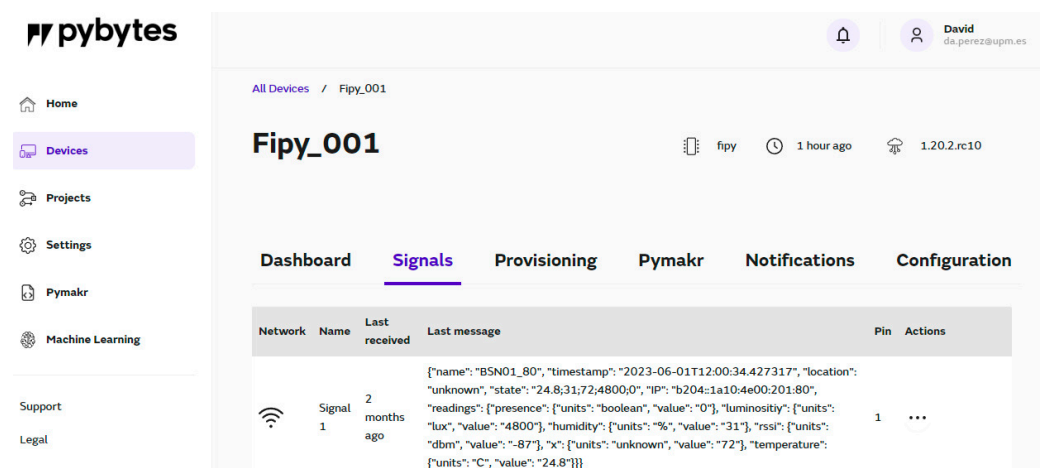 pybytes
David
da.perez@upm.es
Home
Devices
Projects
Settings
Pymakr
Machine Learning
Support
Legal
All Devices / Fipy_001
Fipy_001
fipy
1 hour ago
1.20.2.rc10
Dashboard Signals Provisioning Pymakr Notifications Configuration
Network Name Last received Last message Pin Actions
Signal 1
2 months ago
{"name": "BSN01_80", "timestamp": "2023-06-01T12:00:34.427317", "location":
"unknown", "state": "24.8;31;72;4800;0", "IP": "b204::1a10:4e00:201:80",
"readings": {"presence": {"units": "boolean", "value": "0"}, "luminositiy": {"units":
"lux", "value": "4800"}, "humidity": {"units": "%", "value": "31"}, "rssi": {"units":
"dbm", "value": "-87"}, "x": {"units": "unknown", "value": "72"}, "temperature":
{"units": "C", "value": "24.8"}}}
1